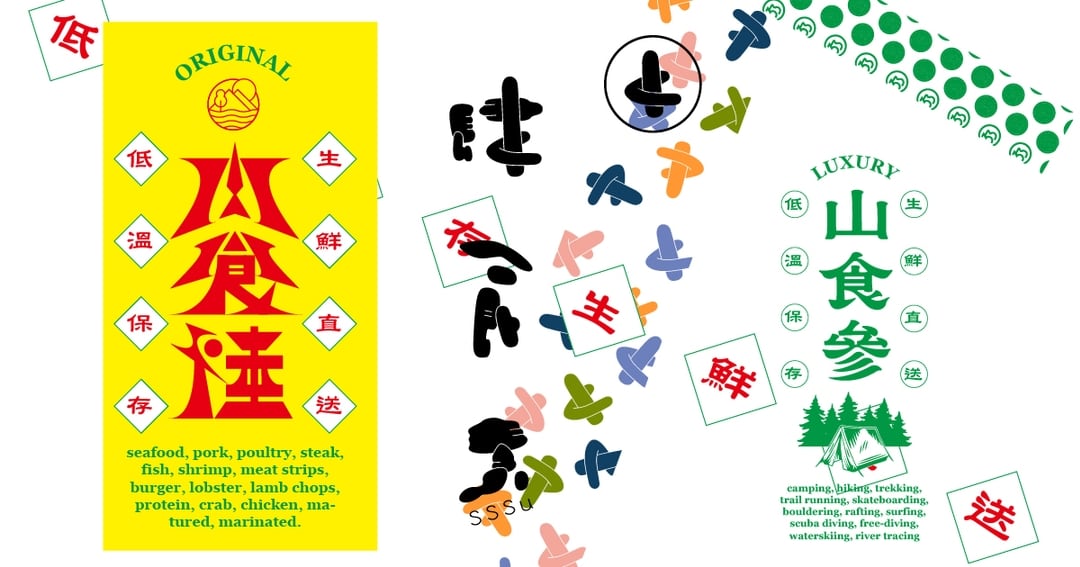 低
ORIGINAL
山食
生鮮直送
低溫保存
seafood, pork, poultry, steak,
fish, shrimp, meat strips,
burger, lobster, lamb chops,
protein, crab, chicken, ma-
tured, marinated.
存
生
鮮
sssu
LUXURY
山食參
生鮮直送
低溫保存
camping, hiking, trekking,
trail running, skateboarding,
bouldering, rafting, surfing,
scuba diving, free-diving,
waterskiing, river tracing
送